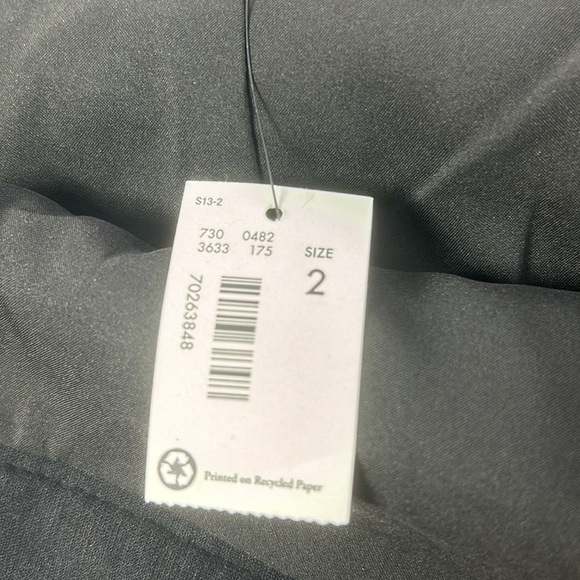 S13-2
730 0482
3633 175
SIZE
2
70263848
Printed on Recycled Paper